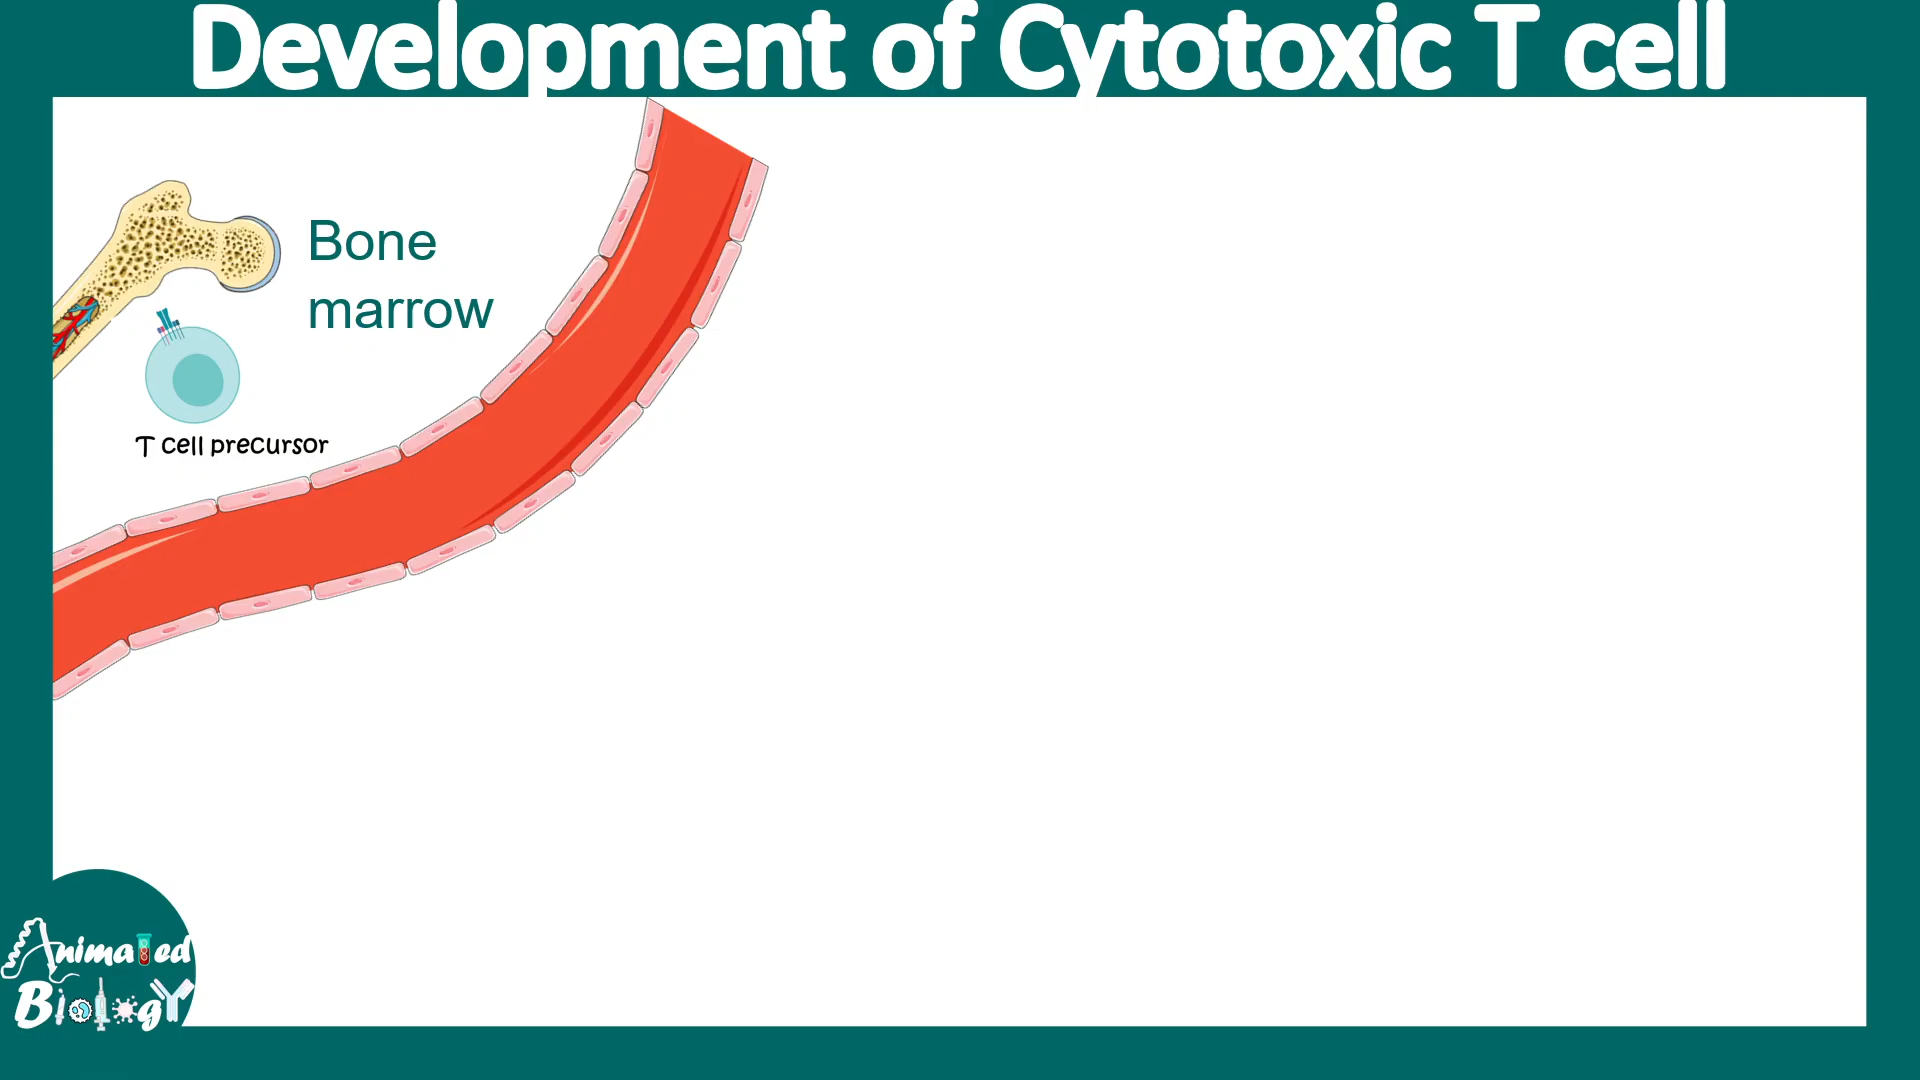 Development of Cytotoxic T cell
Bone
marrow
T cell precursor
Animated
BiologY